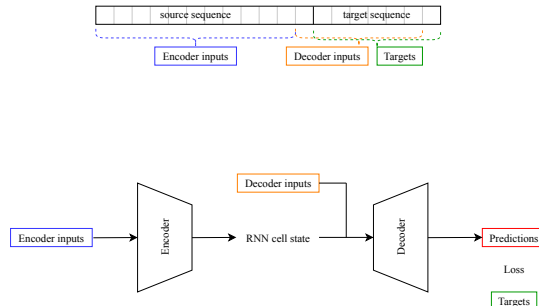 source sequence target sequence
Encoder inputs Decoder inputs Targets
Decoder inputs
Encoder inputs Encoder RNN cell state Decoder Predictions
Loss
Targets